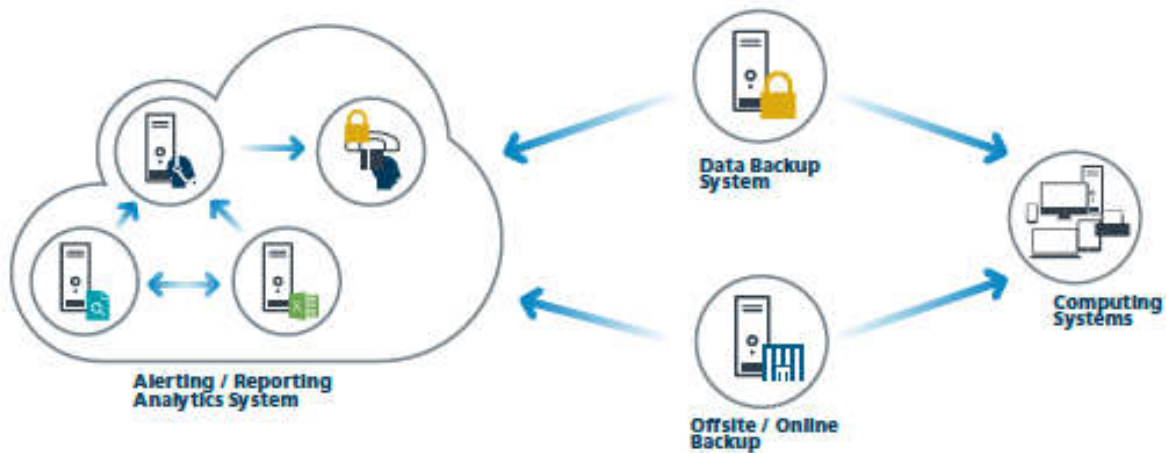 Data Backup
System
Computing
Systems
Alerting / Reporting
Analytics System
Offsite / Online
Backup